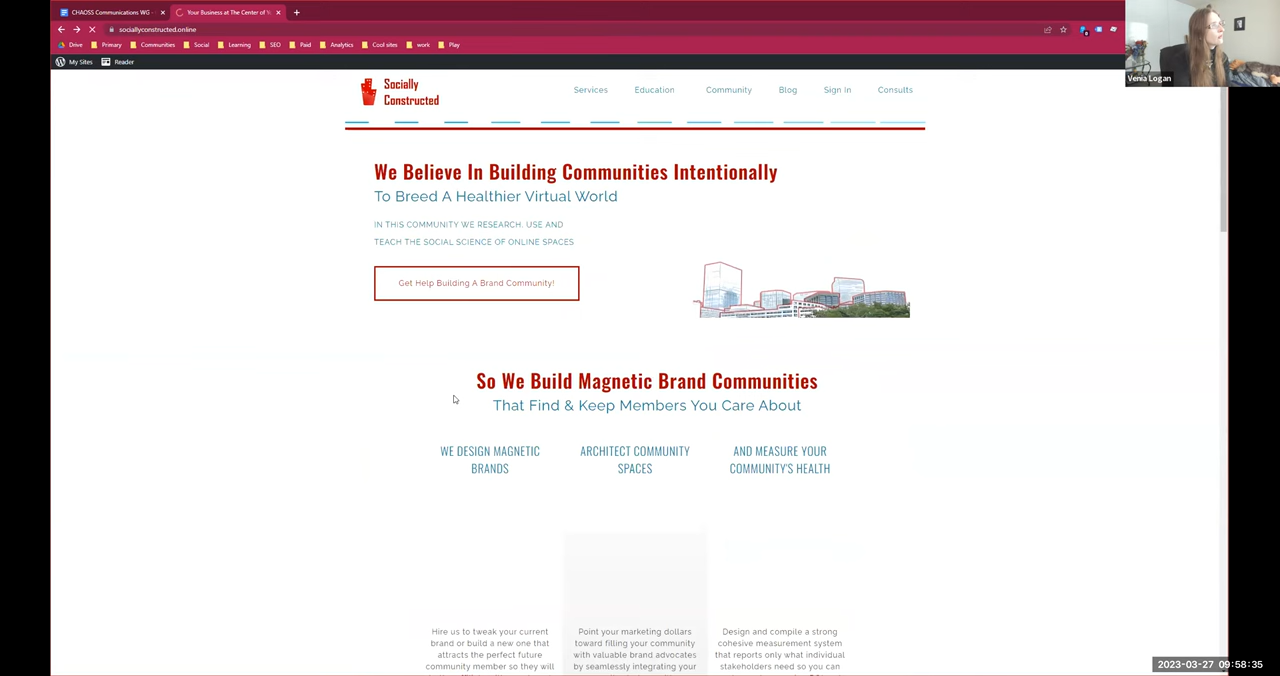 CHAOSS Communications WG -
Your Business at The Center of Y
sociallyconstructed.online
Drive Primary Communities Social Learning SEO Paid Analytics Cool sites work Play
My Sites Reader
Venia Logan
Socially
Constructed
Services Education Community Blog Sign In Consults
We Believe In Building Communities Intentionally
To Breed A Healthier Virtual World
IN THIS COMMUNITY WE RESEARCH, USE AND
TEACH THE SOCIAL SCIENCE OF ONLINE SPACES
Get Help Building A Brand Community!
So We Build Magnetic Brand Communities
That Find & Keep Members You Care About
WE DESIGN MAGNETIC
BRANDS
ARCHITECT COMMUNITY
SPACES
AND MEASURE YOUR
COMMUNITY'S HEALTH
Hire us to tweak your current
brand or build a new one that
attracts the perfect future
community member so they will
Point your marketing dollars
toward filling your community
with valuable brand advocates
by seamlessly integrating your
Design and compile a strong
cohesive measurement system
that reports only what individual
stakeholders need so you can
2023-03-27 09:58:35